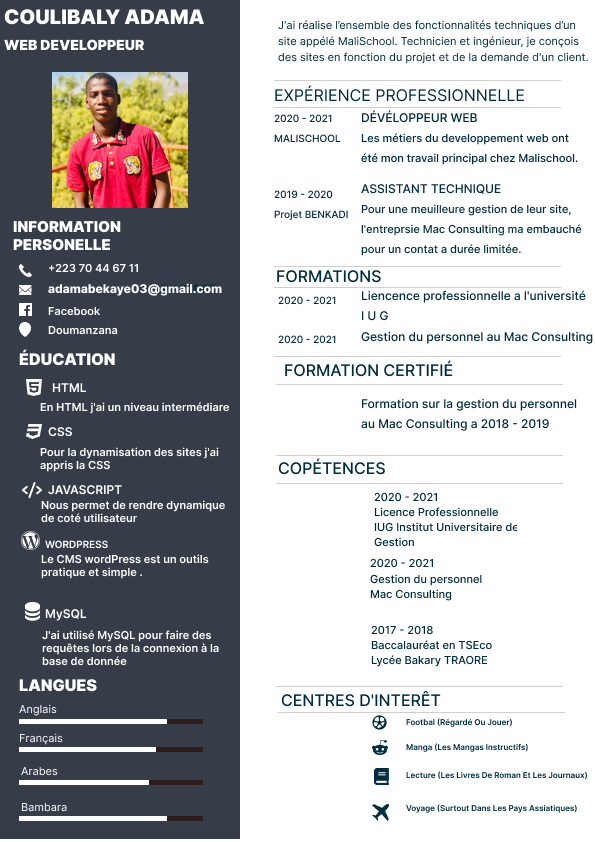 COULIBALY ADAMA
WEB DEVELOPPEUR
INFORMATION
PERSONELLE
+223 70 44 67 11
adamabekaye03@gmail.com
Facebook
Doumanzana
ÉDUCATION
HTML
En HTML j'ai un niveau intermédiare
CSS
Pour la dynamisation des sites j'ai
appris la CSS
JAVASCRIPT
Nous permet de rendre dynamique
de coté utilisateur
WORDPRESS
Le CMS wordPress est un outils
pratique et simple .
MySQL
J'ai utilisé MySQL pour faire des
requêtes lors de la connexion à la
base de donnée
LANGUES
Anglais
Français
Arabes
Bambara
J'ai réalise l'ensemble des fonctionnalités techniques d'un
site appélé MaliSchool. Technicien et ingénieur, je conçois
des sites en fonction du projet et de la demande d'un client.
EXPÉRIENCE PROFESSIONNELLE
2020 - 2021 DÉVÉLOPPEUR WEB
MALISCHOOL Les métiers du developpement web ont
été mon travail principal chez Malischool.
2019 - 2020 ASSISTANT TECHNIQUE
Projet BENKADI Pour une meuilleure gestion de leur site,
l'entreprsie Mac Consulting ma embauché
pour un contat a durée limitée.
FORMATIONS
2020 - 2021 Liencence professionnelle a l'université
I U G
2020 - 2021 Gestion du personnel au Mac Consulting
FORMATION CERTIFIÉ
Formation sur la gestion du personnel
au Mac Consulting a 2018 - 2019
COPÉTENCES
2020 - 2021
Licence Professionnelle
IUG Institut Universitaire de
Gestion
2020 - 2021
Gestion du personnel
Mac Consulting
2017 - 2018
Baccalauréat en TSEco
Lycée Bakary TRAORE
CENTRES D'INTERÊT
Footbal (Régardé Ou Jouer)
Manga (Les Mangas Instructifs)
Lecture (Les Livres De Roman Et Les Journaux)
Voyage (Surtout Dans Les Pays Assiatiques)